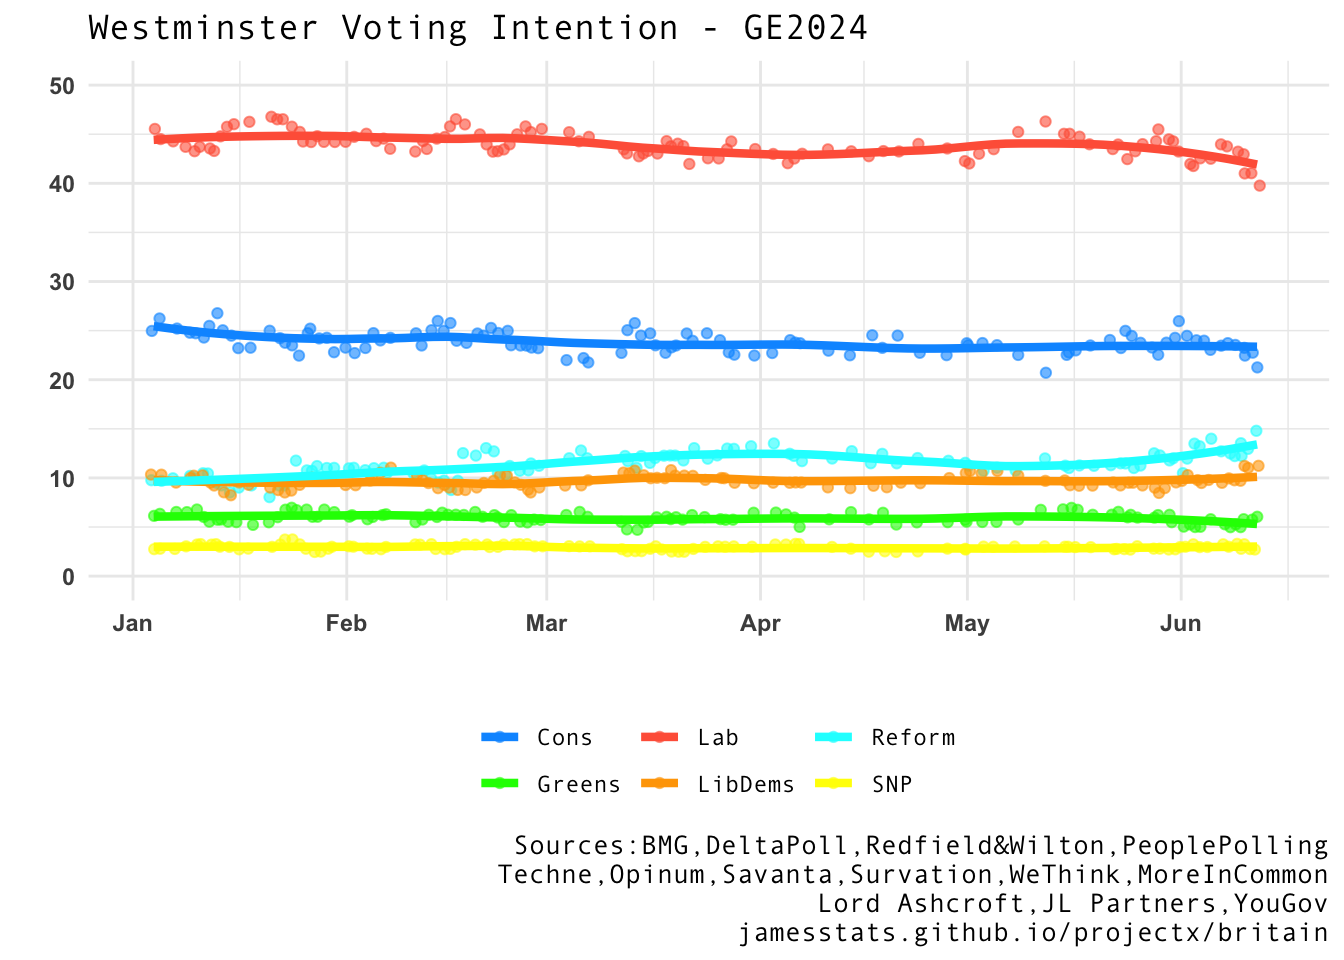 Westminster Voting Intention - GE2024
50
40
30
20
10
0
Jan Feb Mar Apr May Jun
Cons Lab Reform
Greens LibDems SNP
Sources:BMG,DeltaPoll,Redfield&Wilton,PeoplePolling
Techne,Opinum,Savanta,Survation,WeThink,MoreInCommon
Lord Ashcroft,JL Partners,YouGov
jamesstats.github.io/projectx/britain